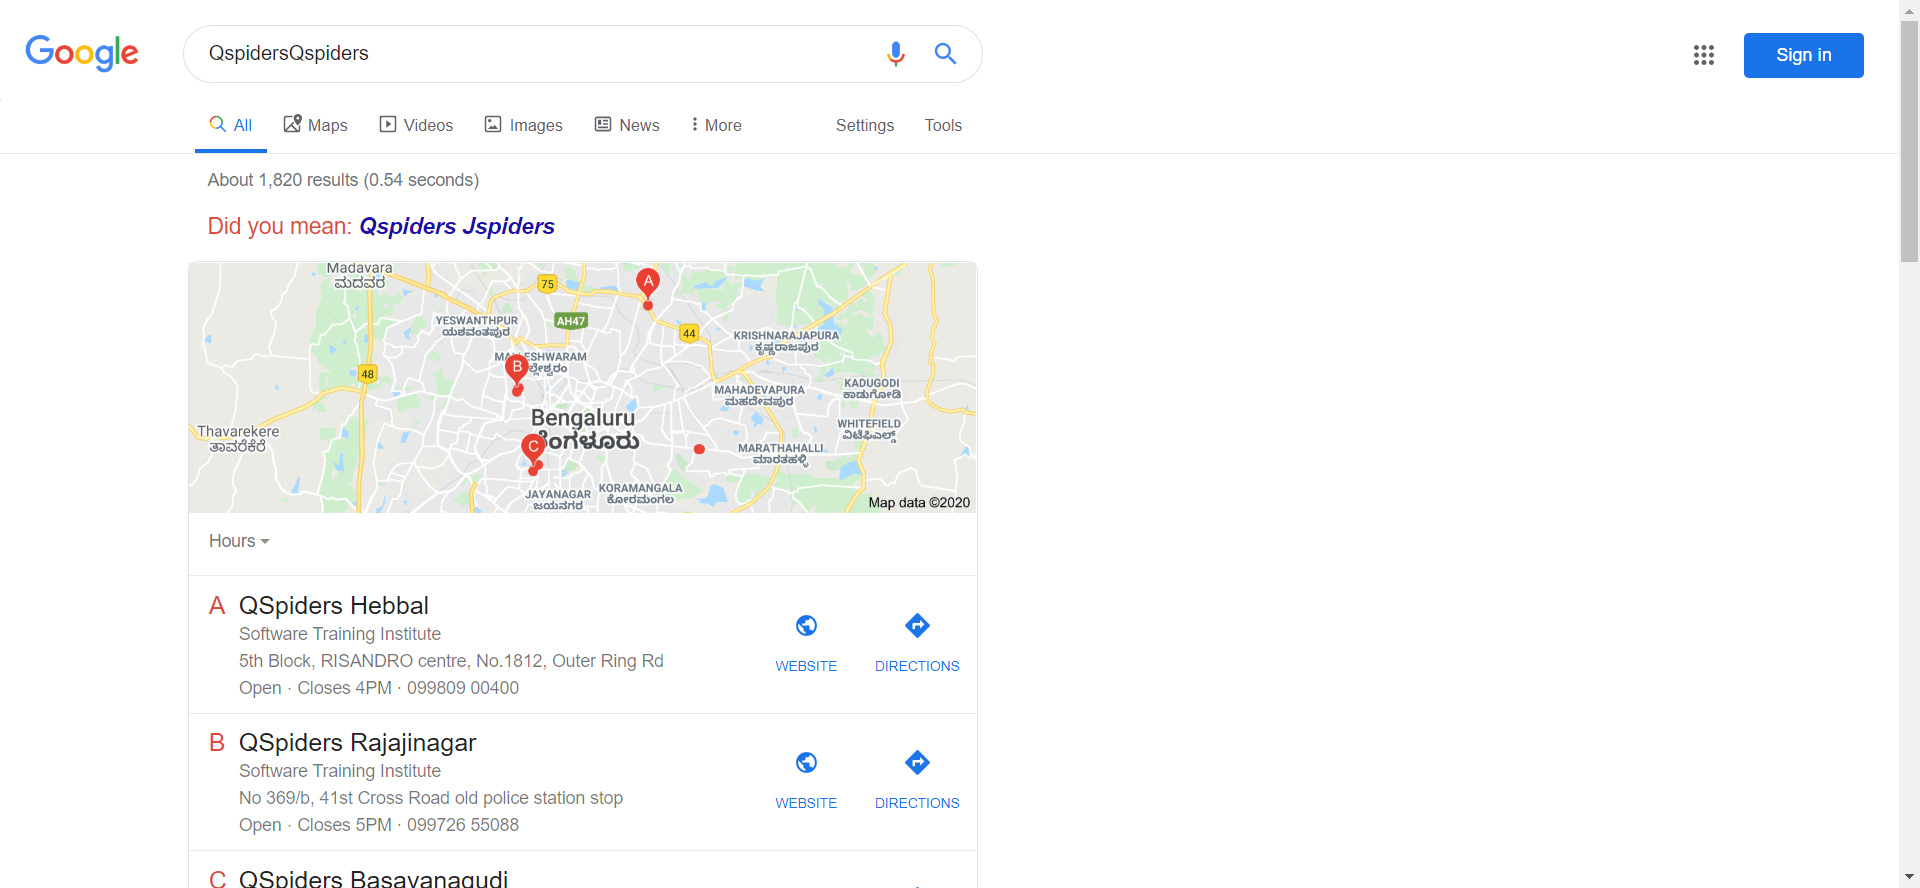 Google
QspidersQspiders
Sign in
All
Maps
Videos
Images
News
More
Settings
Tools
About 1,820 results (0.54 seconds)
Did you mean: Qspiders Jspiders
Madavara
ಮದಾವರ
75
A
YESWANTHPUR
ಯಶವಂತಪುರ
AH47
44
KRISHNARAJAPURA
ಕೃಷ್ಣರಾಜಪುರ
B
48
MAHADEVAPURA
ಮಹದೇವಪುರ
KADUGODI
ಕಾಡುಗೋಡಿ
Bengaluru
Thavarekere
ತಾವರೆಕೆರೆ
WHITEFIELD
ವಿಟೆಫಿಎಲ್ಡ್
C
MARATHAHALLI
ಮಾರತಹಳ್ಳಿ
JAYANAGAR
ಜಯನಗರ
KORAMANGALA
ಕೋರಮಂಗಲ
Map data ©2020
Hours
A QSpiders Hebbal
Software Training Institute
5th Block, RISANDRO centre, No.1812, Outer Ring Rd
Open · Closes 4PM · 099809 00400
WEBSITE
DIRECTIONS
B QSpiders Rajajinagar
Software Training Institute
No 369/b, 41st Cross Road old police station stop
Open · Closes 5PM · 099726 55088
WEBSITE
DIRECTIONS
C QSpiders Basavanagudi